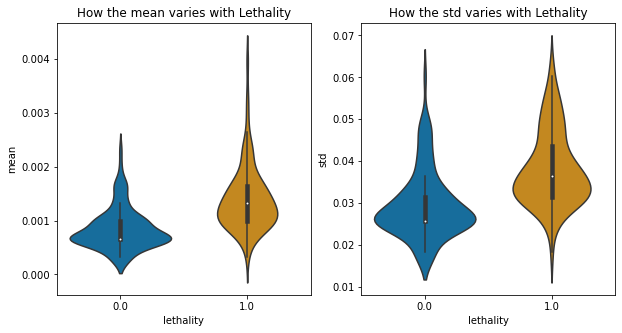 How the mean varies with Lethality
mean
0.004
0.003
0.002
0.001
0.000
0.0 1.0
lethality
How the std varies with Lethality
std
0.07
0.06
0.05
0.04
0.03
0.02
0.01
0.0 1.0
lethality